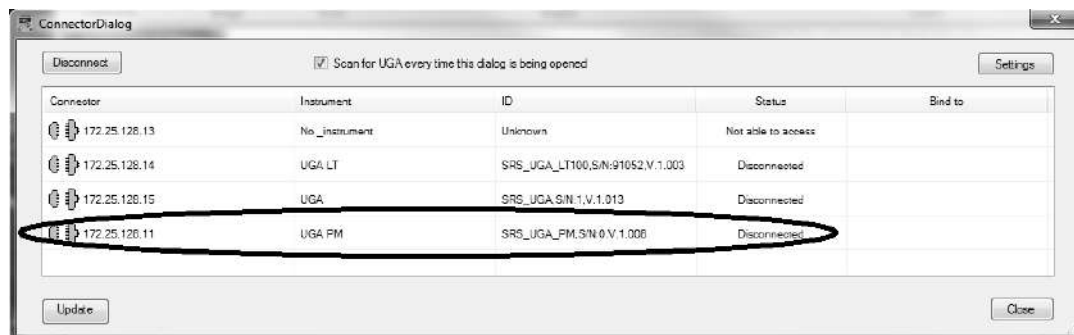 ConnectorDialog
Disconnect Scan for UGA every time this dialog is being opened Settings
Connector Instrument ID Status Bind to
172.25.128.13 No_instrument Unknown Not able to access
172.25.128.14 UGA LT SRS_UGA_LT100,S/N:91052,V.1.003 Disconnected
172.25.128.15 UGA SRS_UGA,S/N:1,V.1.013 Disconnected
172.25.128.11 UGA PM SRS_UGA_PM,S/N:0,V.1.008 Disconnected
Update Close